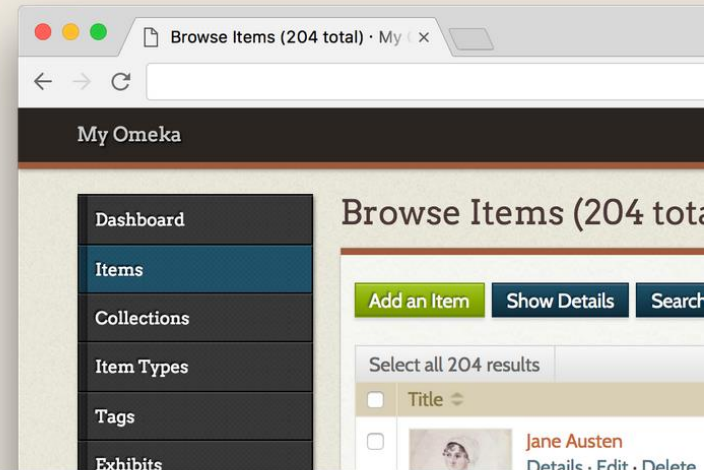 Browse Items (204 total) · My
My Omeka
Dashboard
Items
Collections
Item Types
Tags
Exhibits
Browse Items (204 tota
Add an Item
Show Details
Search
Select all 204 results
Title
Jane Austen
Details · Edit · Delete